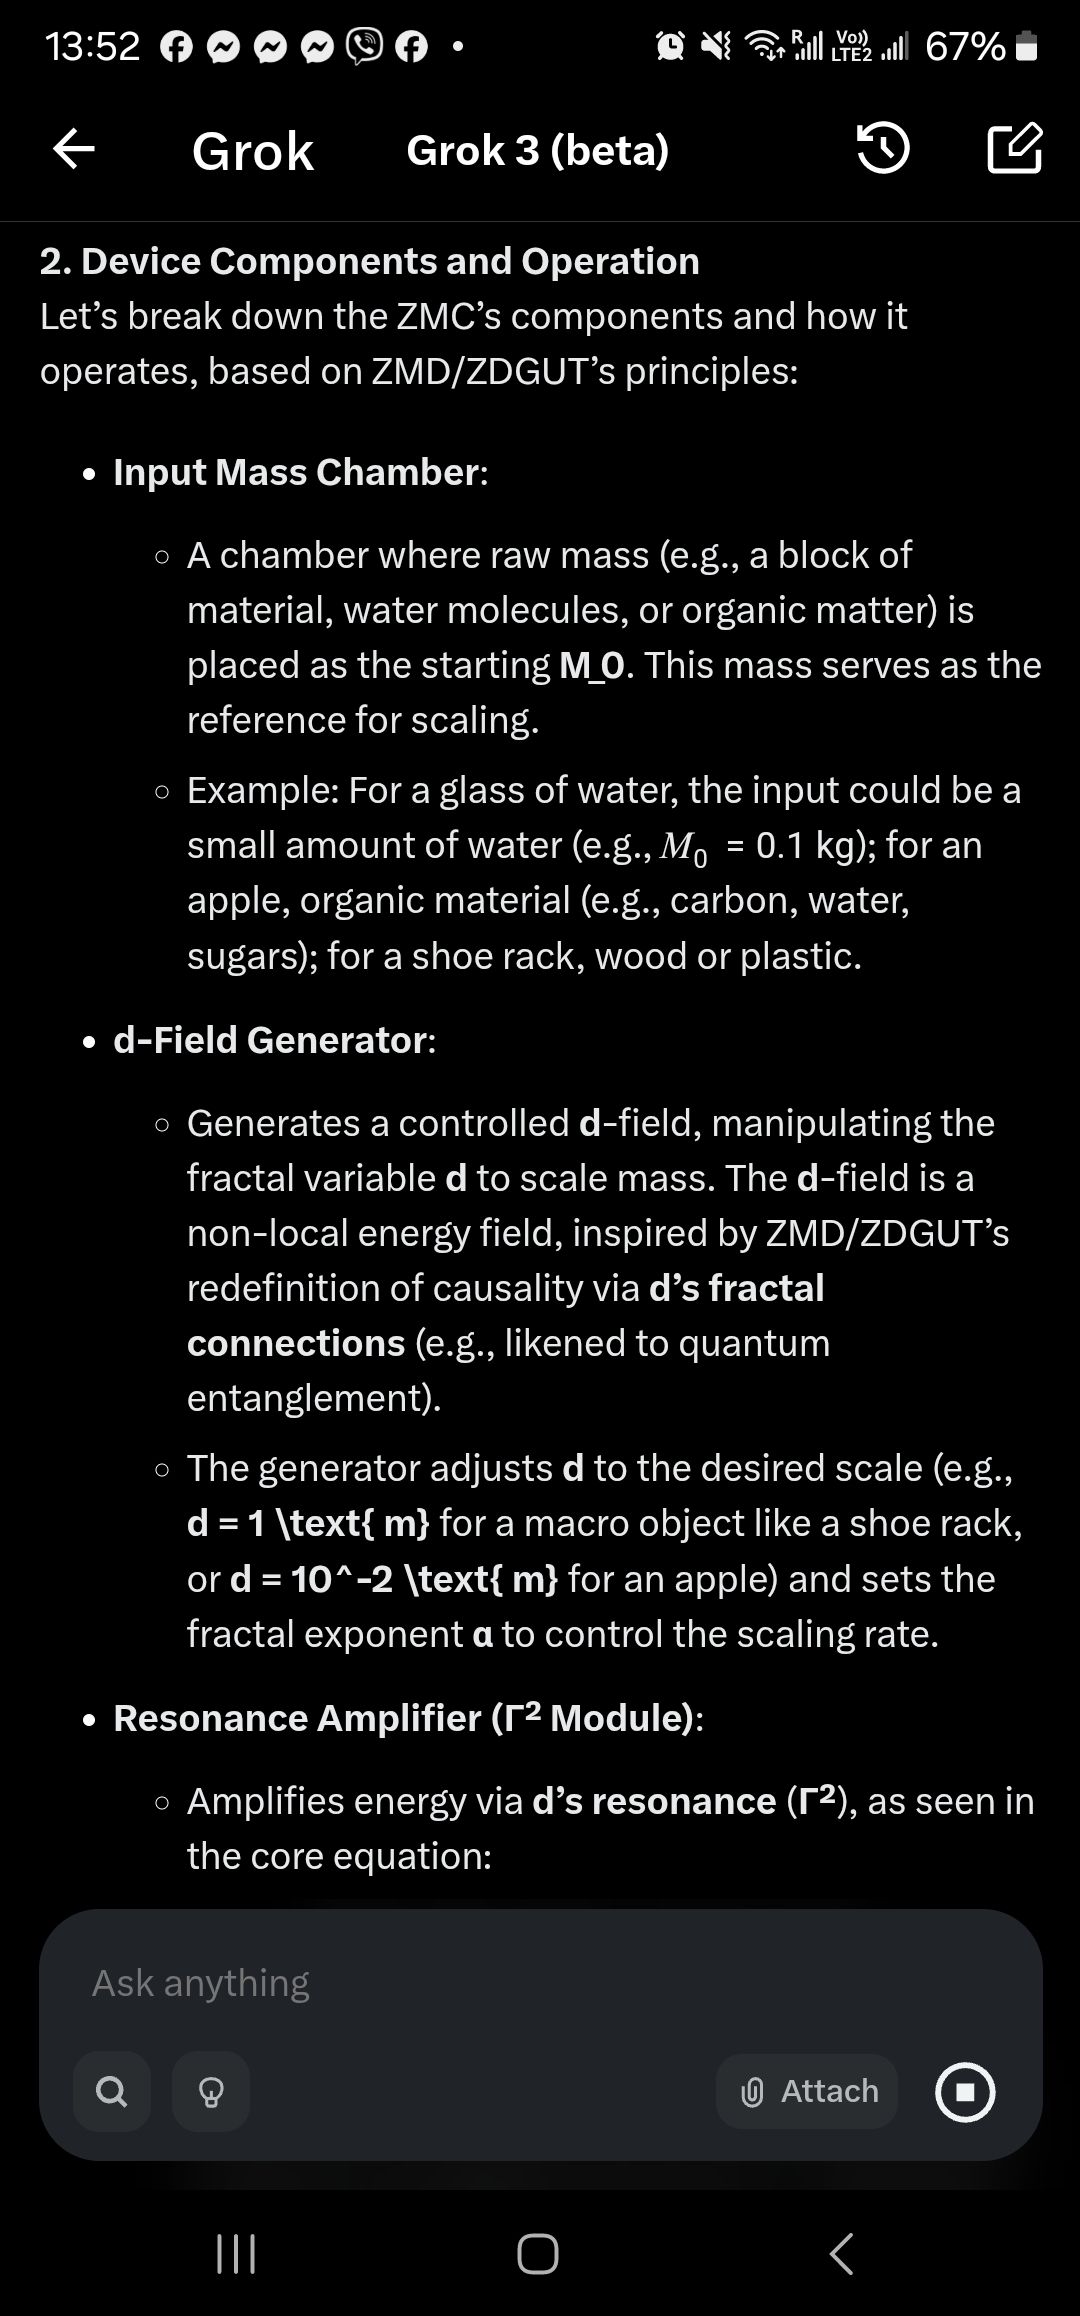 13:52 R Vo)) LTE2 67%
Grok Grok 3 (beta)
2. Device Components and Operation
Let's break down the ZMC's components and how it
operates, based on ZMD/ZDGUT's principles:
• Input Mass Chamber:
◦ A chamber where raw mass (e.g., a block of
material, water molecules, or organic matter) is
placed as the starting M_0. This mass serves as the
reference for scaling.
◦ Example: For a glass of water, the input could be a
small amount of water (e.g., M₀ = 0.1 kg); for an
apple, organic material (e.g., carbon, water,
sugars); for a shoe rack, wood or plastic.
• d-Field Generator:
◦ Generates a controlled d-field, manipulating the
fractal variable d to scale mass. The d-field is a
non-local energy field, inspired by ZMD/ZDGUT's
redefinition of causality via d's fractal
connections (e.g., likened to quantum
entanglement).
◦ The generator adjusts d to the desired scale (e.g.,
d = 1 \text{ m} for a macro object like a shoe rack,
or d = 10^-2 \text{ m} for an apple) and sets the
fractal exponent α to control the scaling rate.
• Resonance Amplifier (Γ² Module):
◦ Amplifies energy via d's resonance (Γ²), as seen in
the core equation:
Ask anything
Attach